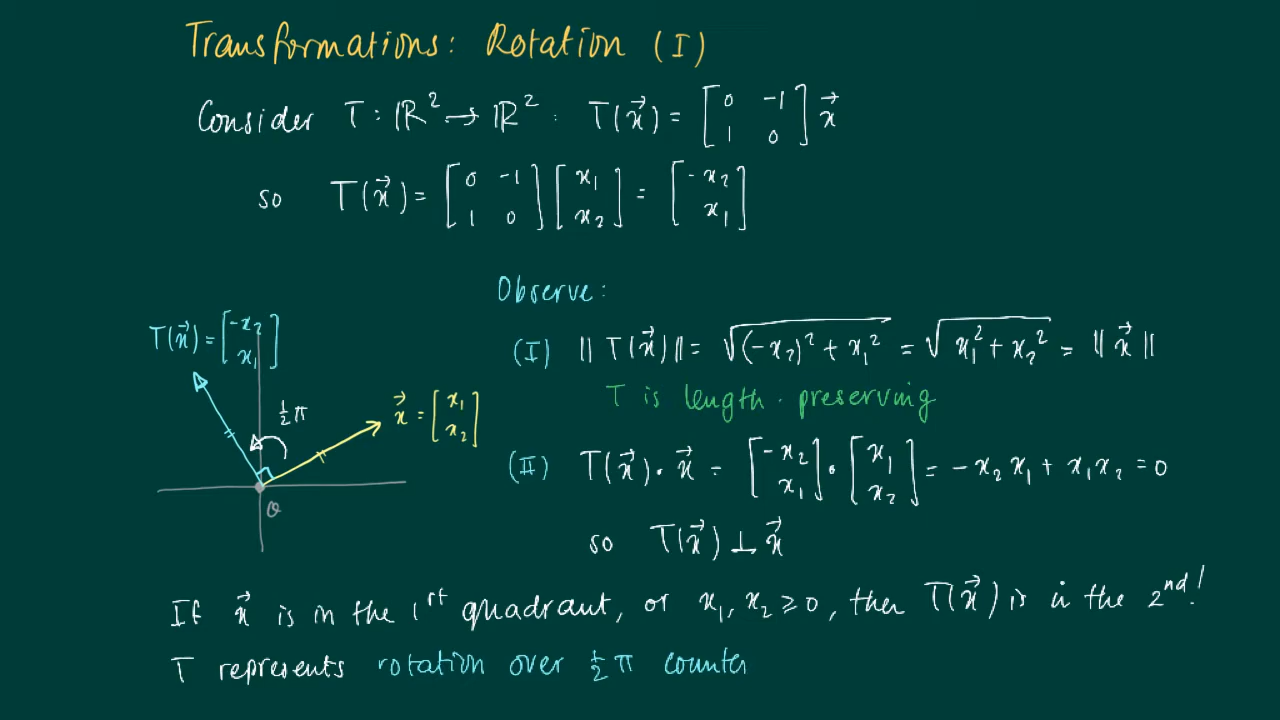 Transformations: Rotation (I)
Consider T : ℝ² → ℝ² : T(x⃗) = [0 -1; 1 0] x⃗
so T(x⃗) = [0 -1; 1 0] [x₁; x₂] = [-x₂; x₁]
Observe:
T(x⃗) = [-x₂; x₁]
(I) ‖T(x⃗)‖ = √((-x₂)² + x₁²) = √(x₁² + x₂²) = ‖x⃗‖
T is length-preserving
½π
x⃗ = [x₁; x₂]
(II) T(x⃗) · x⃗ = [-x₂; x₁] · [x₁; x₂] = -x₂x₁ + x₁x₂ = 0
O
so T(x⃗) ⊥ x⃗
If x⃗ is in the 1rst quadrant, or x₁, x₂ ≥ 0, then T(x⃗) is in the 2nd!
T represents rotation over ½π counter